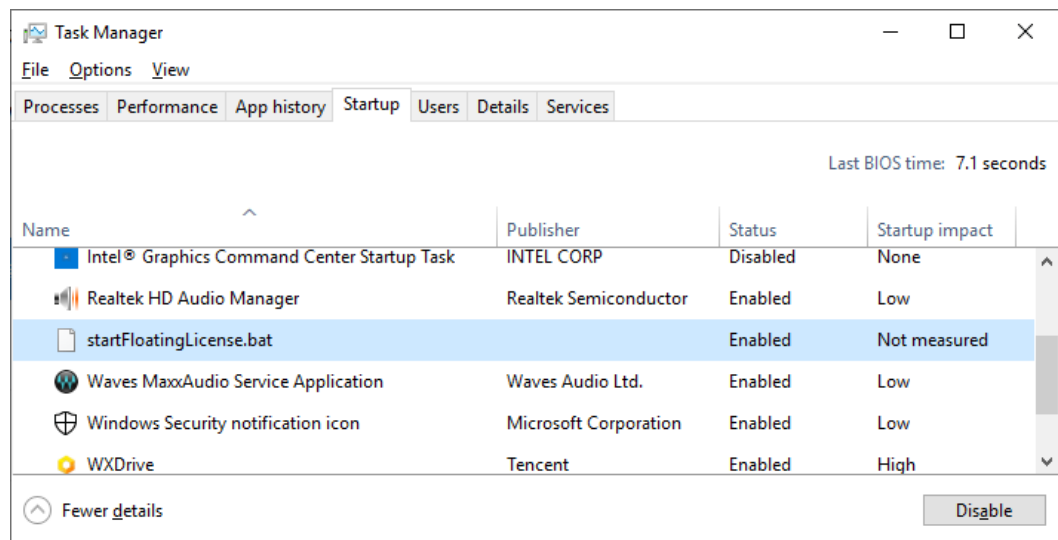 Task Manager
File Options View
Processes Performance App history Startup Users Details Services
Last BIOS time: 7.1 seconds
Name Publisher Status Startup impact
Intel® Graphics Command Center Startup Task INTEL CORP Disabled None
Realtek HD Audio Manager Realtek Semiconductor Enabled Low
startFloatingLicense.bat Enabled Not measured
Waves MaxxAudio Service Application Waves Audio Ltd. Enabled Low
Windows Security notification icon Microsoft Corporation Enabled Low
WXDrive Tencent Enabled High
Fewer details Disable